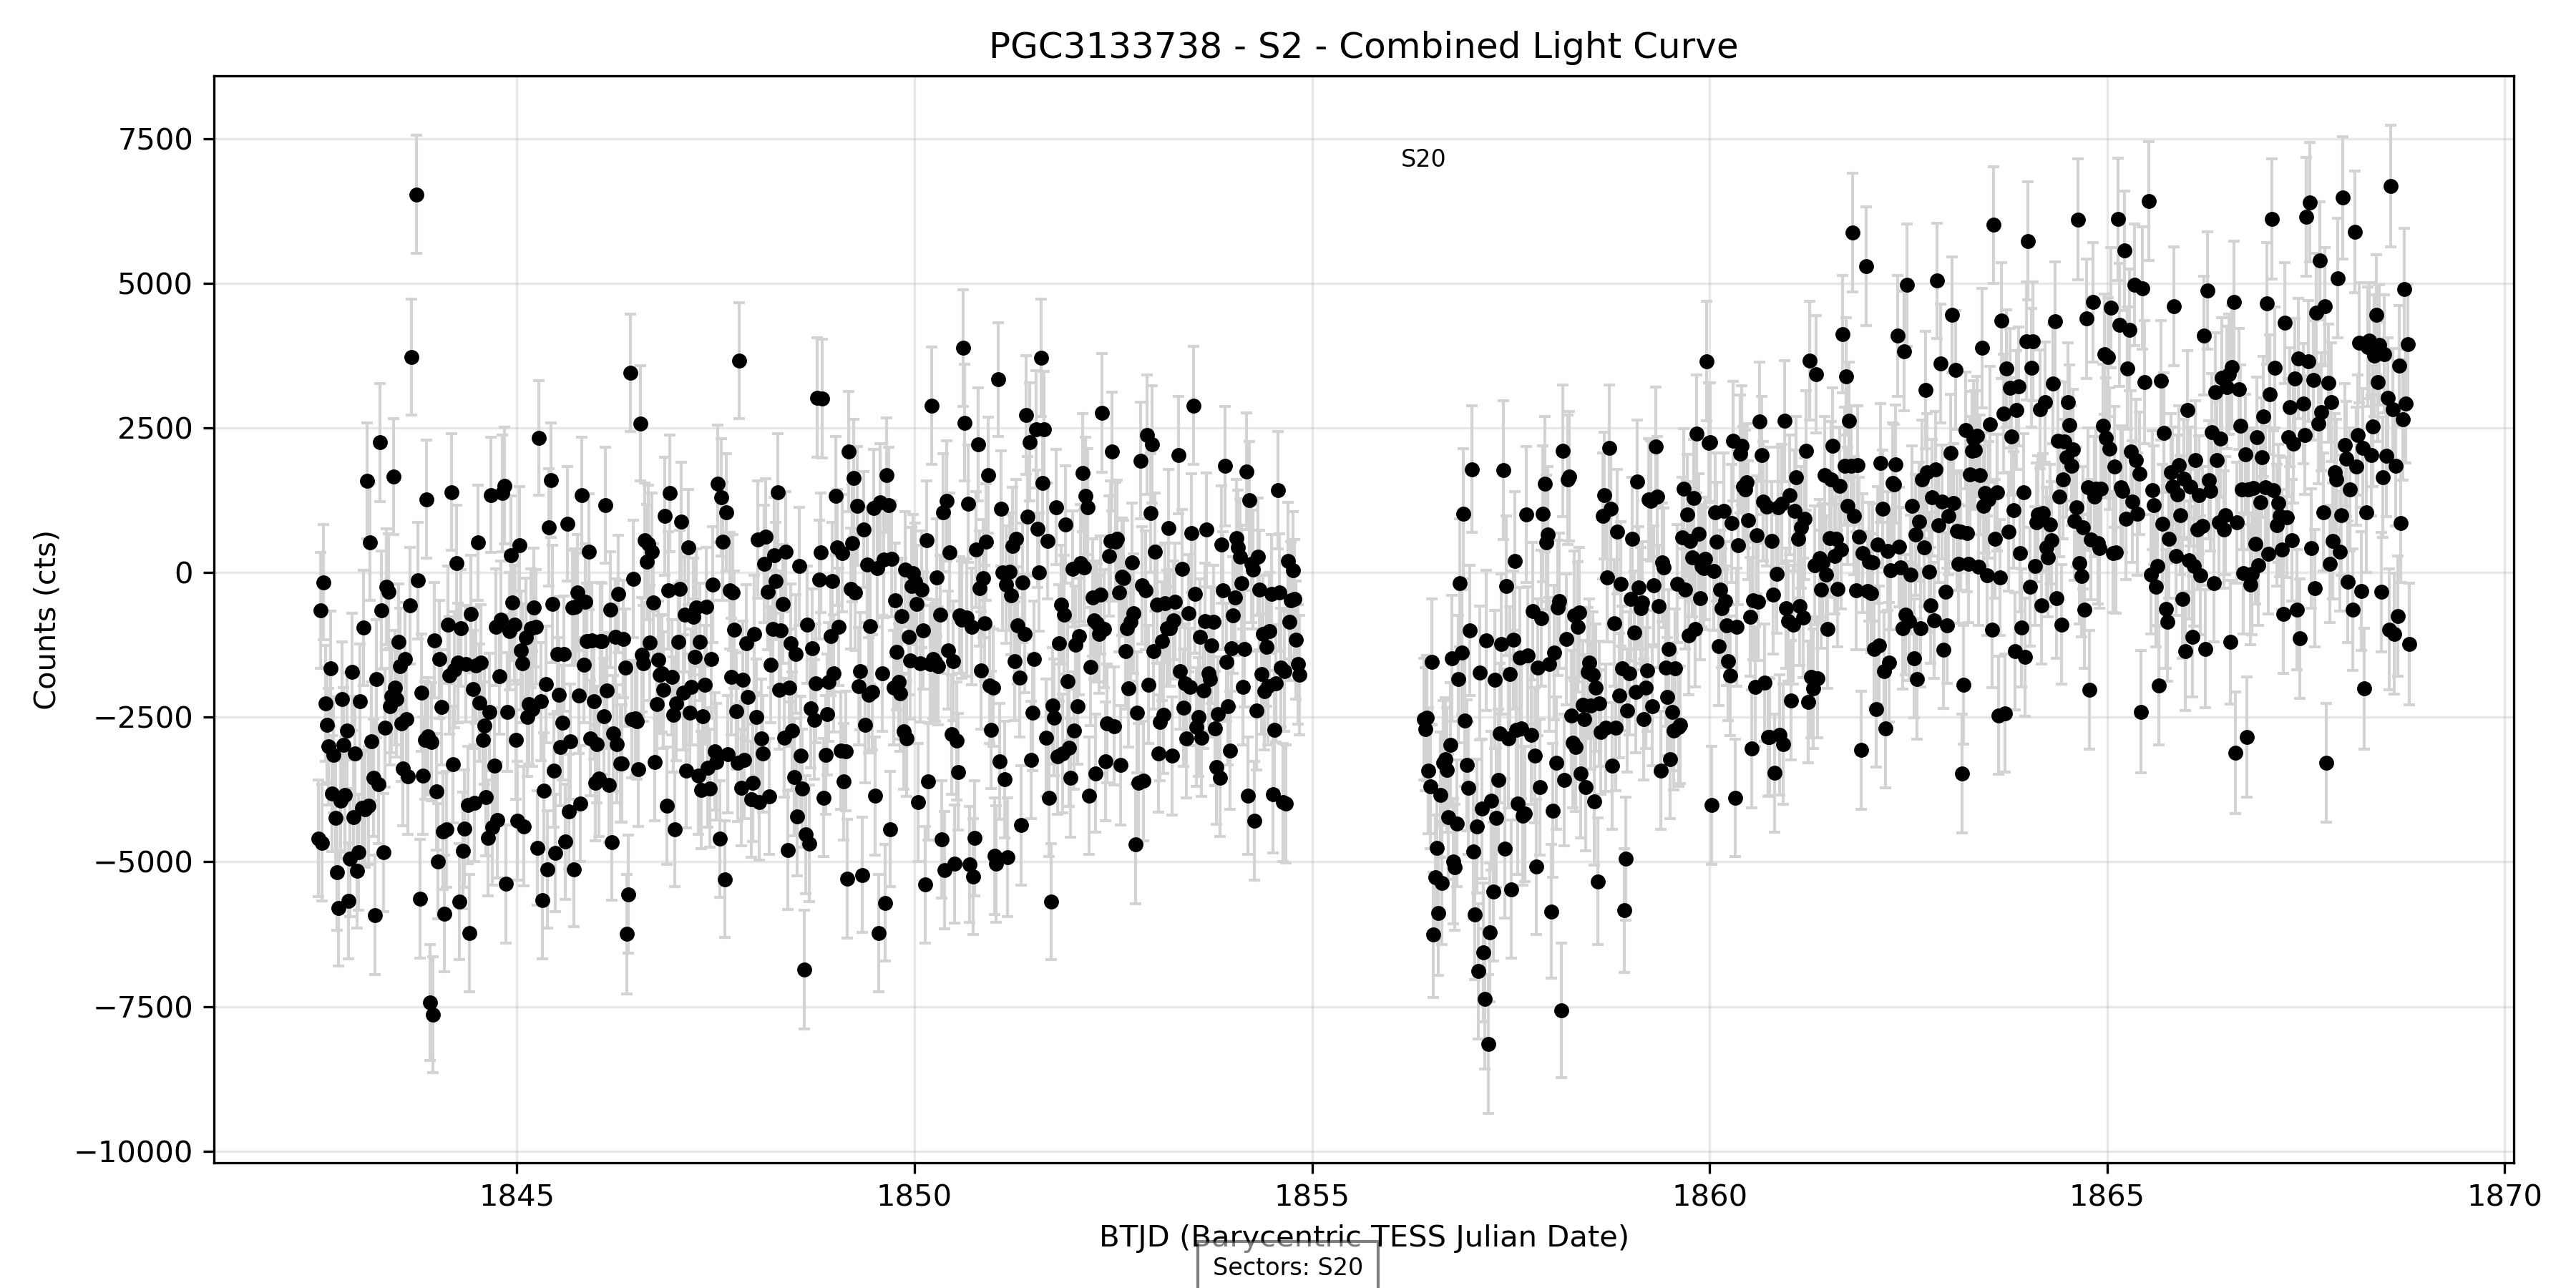 PGC3133738 - S2 - Combined Light Curve
S20
7500
5000
2500
0
−2500
−5000
−7500
−10000
Counts (cts)
1845 1850 1855 1860 1865 1870
BTJD (Barycentric TESS Julian Date)
Sectors: S20